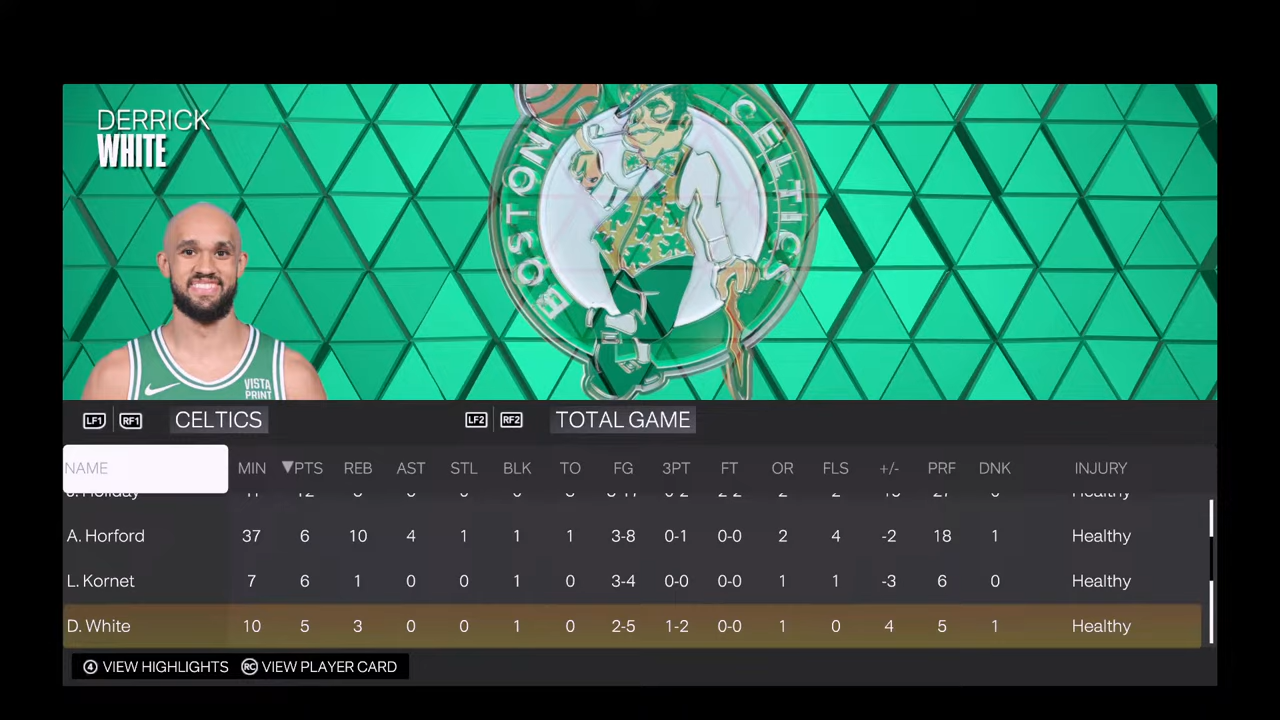 DERRICK
WHITE
BOSTON CELTICS
VISTA
PRINT
LF1 RF1 CELTICS LF2 RF2 TOTAL GAME
NAME MIN ▼PTS REB AST STL BLK TO FG 3PT FT OR FLS +/- PRF DNK INJURY
J. Holiday Healthy
A. Horford 37 6 10 4 1 1 1 3-8 0-1 0-0 2 4 -2 18 1 Healthy
L. Kornet 7 6 1 0 0 1 0 3-4 0-0 0-0 1 1 -3 6 0 Healthy
D. White 10 5 3 0 0 1 0 2-5 1-2 0-0 1 0 4 5 1 Healthy
4 VIEW HIGHLIGHTS RC VIEW PLAYER CARD